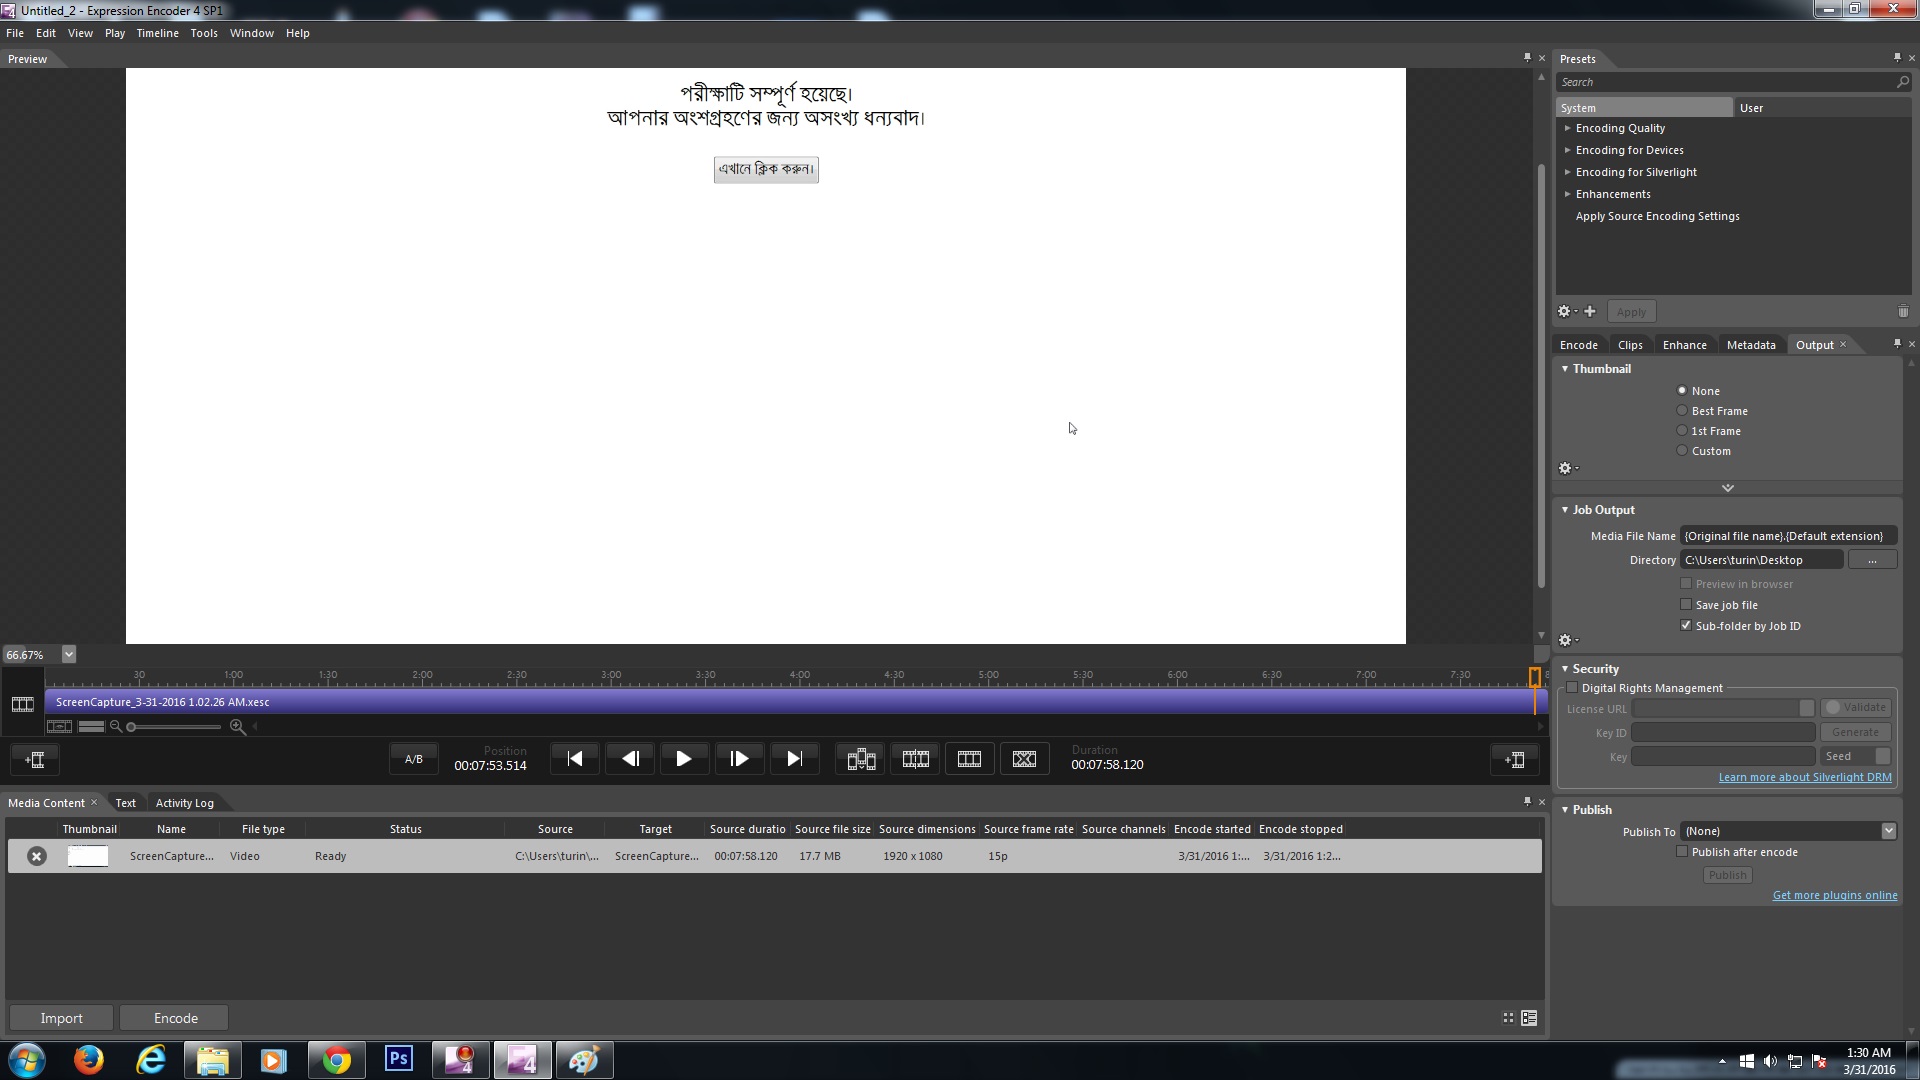 Untitled_2 - Expression Encoder 4 SP1
File Edit View Play Timeline Tools Window Help
Preview
পরীক্ষাটি সম্পূর্ণ হয়েছে।
আপনার অংশগ্রহণের জন্য অসংখ্য ধন্যবাদ।
এখানে ক্লিক করুন।
66.67%
30 1:00 1:30 2:00 2:30 3:00 3:30 4:00 4:30 5:00 5:30 6:00 6:30 7:00 7:30 8
ScreenCapture_3-31-2016 1.02.26 AM.xesc
A/B
Position
00:07:53.514
Duration
00:07:58.120
Media Content Text Activity Log
Thumbnail Name File type Status Source Target Source duratio Source file size Source dimensions Source frame rate Source channels Encode started Encode stopped
ScreenCapture... Video Ready C:\Users\turin\... ScreenCapture... 00:07:58.120 17.7 MB 1920 x 1080 15p 3/31/2016 1:... 3/31/2016 1:2...
Import Encode
Presets
Search
System User
Encoding Quality
Encoding for Devices
Encoding for Silverlight
Enhancements
Apply Source Encoding Settings
Apply
Encode Clips Enhance Metadata Output
Thumbnail
None
Best Frame
1st Frame
Custom
Job Output
Media File Name {Original file name}.{Default extension}
Directory C:\Users\turin\Desktop ...
Preview in browser
Save job file
Sub-folder by Job ID
Security
Digital Rights Management
License URL Validate
Key ID Generate
Key Seed
Learn more about Silverlight DRM
Publish
Publish To (None)
Publish after encode
Publish
Get more plugins online
Ps 4 4
1:30 AM
3/31/2016